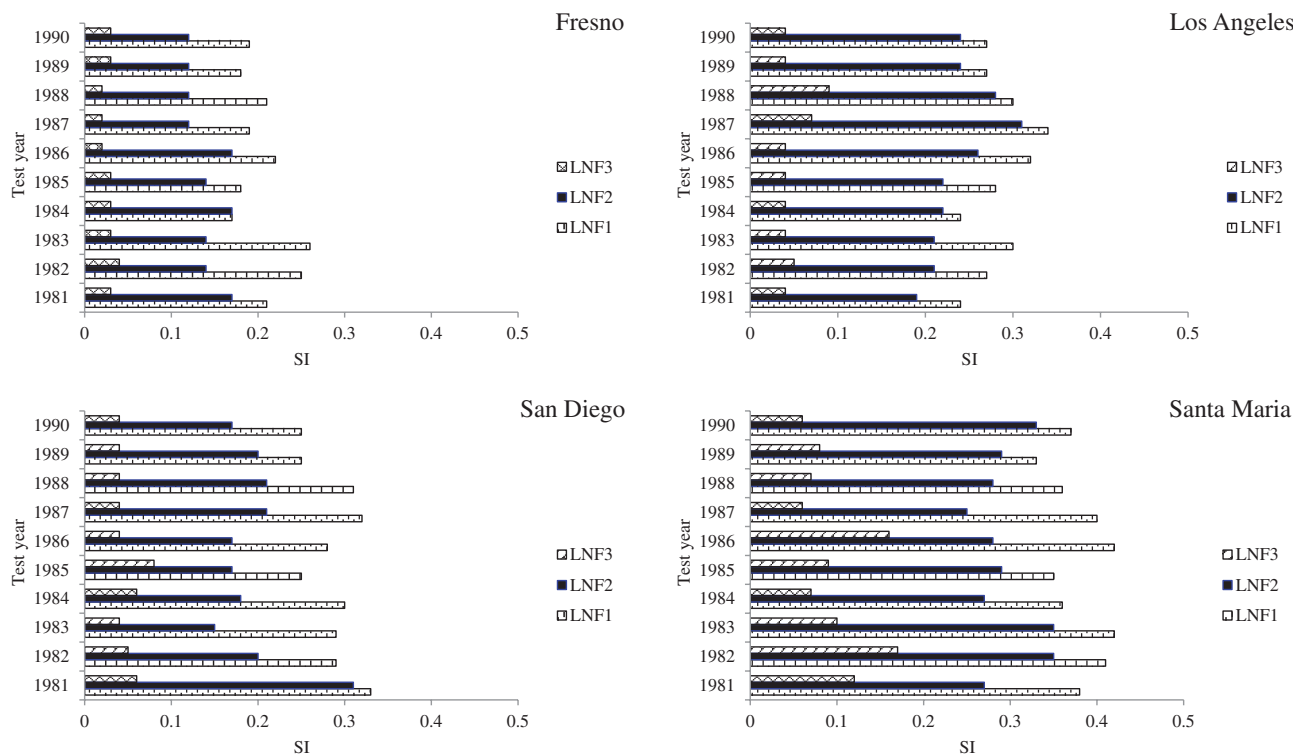 Fresno
1990
1989
1988
1987
1986
1985
1984
1983
1982
1981
Test year
LNF3
LNF2
LNF1
0 0.1 0.2 0.3 0.4 0.5
SI
Los Angeles
1990
1989
1988
1987
1986
1985
1984
1983
1982
1981
Test year
LNF3
LNF2
LNF1
0 0.1 0.2 0.3 0.4 0.5
SI
San Diego
1990
1989
1988
1987
1986
1985
1984
1983
1982
1981
Test year
LNF3
LNF2
LNF1
0 0.1 0.2 0.3 0.4 0.5
SI
Santa Maria
1990
1989
1988
1987
1986
1985
1984
1983
1982
1981
Test year
LNF3
LNF2
LNF1
0 0.1 0.2 0.3 0.4 0.5
SI